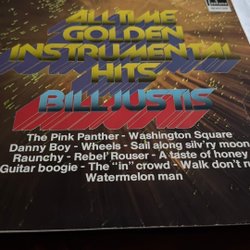 ALL TIME
GOLDEN
INSTRUMENTAL
HITS
BILL JUSTIS
The Pink Panther - Washington Square
Danny Boy - Wheels - Sail along silv'ry moon
Raunchy - Rebel' Rouser - A taste of honey
Guitar boogie - The "in" crowd - Walk don't r
Watermelon man